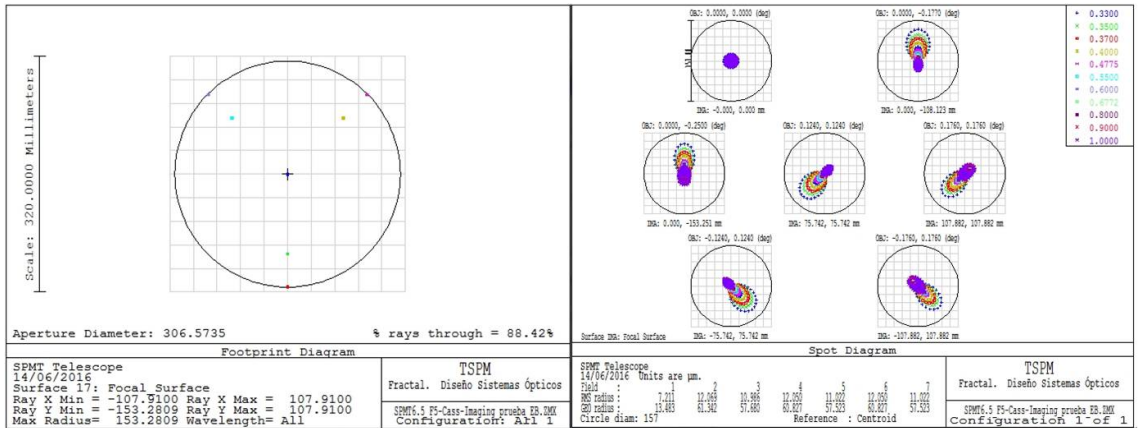 Scale: 320.0000 Millimeters
Aperture Diameter: 306.5735 % rays through = 88.42%
Footprint Diagram
SPMT Telescope
14/06/2016
Surface 17: Focal Surface
Ray X Min = -107.9100 Ray X Max = 107.9100
Ray Y Min = -153.2809 Ray Y Max = 107.9100
Max Radius= 153.2809 Wavelength= All
TSPM
Fractal. Diseño Sistemas Ópticos
SPMT6.5 F5-Cass-Imaging prueba EB.ZMX
Configuration: All 1
OBJ: 0.0000, 0.0000 (deg)
IMA: -0.000, 0.000 mm
OBJ: 0.0000, -0.1770 (deg)
IMA: 0.000, -108.123 mm
OBJ: 0.0000, -0.2500 (deg)
IMA: 0.000, -153.251 mm
OBJ: 0.1240, 0.1240 (deg)
IMA: 75.742, 75.742 mm
OBJ: 0.1760, 0.1760 (deg)
IMA: 107.882, 107.882 mm
OBJ: -0.1240, 0.1240 (deg)
IMA: -75.742, 75.742 mm
OBJ: -0.1760, 0.1760 (deg)
IMA: -107.882, 107.882 mm
0.3300
0.3500
0.3700
0.4000
0.4775
0.5500
0.6000
0.6772
0.8000
0.9000
1.0000
Surface IMA: Focal Surface
Spot Diagram
SPMT Telescope
14/06/2016 Units are µm.
Field : 1 2 3 4 5 6 7
RMS radius : 7.211 12.069 10.986 12.050 11.022 12.050 11.022
GEO radius : 13.483 61.342 57.680 60.827 57.523 60.827 57.523
Circle diam: 157 Reference : Centroid
TSPM
Fractal. Diseño Sistemas Ópticos
SPMT6.5 F5-Cass-Imaging prueba EB.ZMX
Configuration 1 of 1